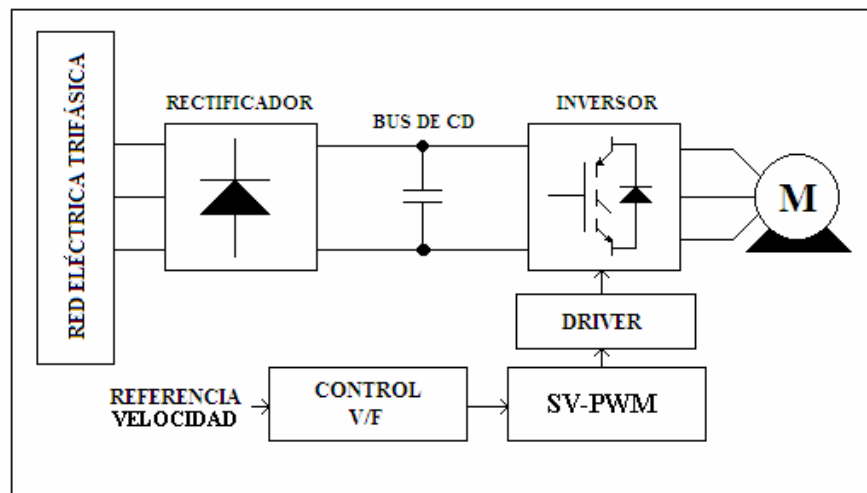 RED ELÉCTRICA TRIFÁSICA
RECTIFICADOR
BUS DE CD
INVERSOR
M
DRIVER
REFERENCIA
VELOCIDAD
CONTROL
V/F
SV-PWM